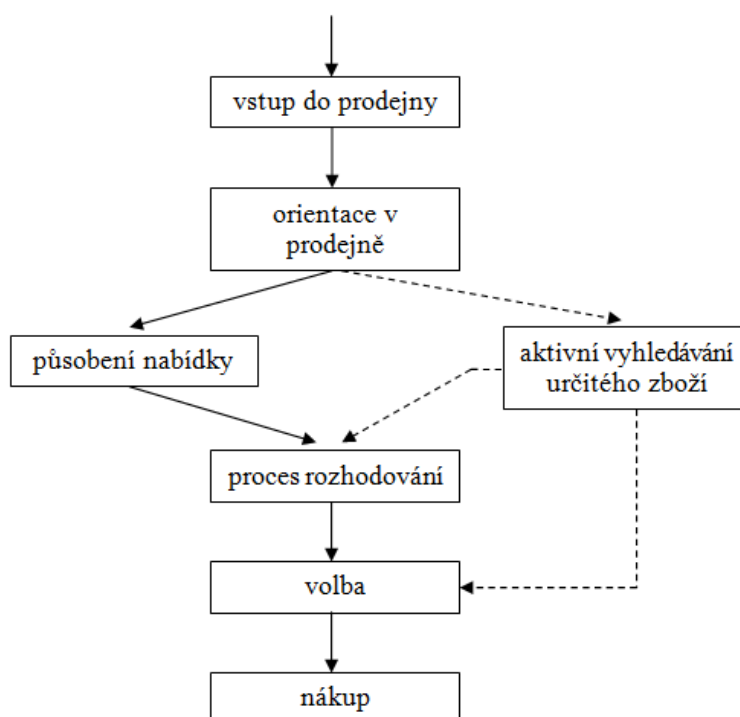 vstup do prodejny
orientace v
prodejně
působení nabídky
aktivní vyhledávání
určitého zboží
proces rozhodování
volba
nákup